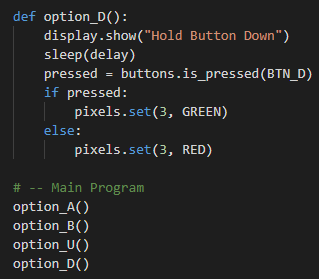 def option_D():
    display.show("Hold Button Down")
    sleep(delay)
    pressed = buttons.is_pressed(BTN_D)
    if pressed:
        pixels.set(3, GREEN)
    else:
        pixels.set(3, RED)

# -- Main Program
option_A()
option_B()
option_U()
option_D()